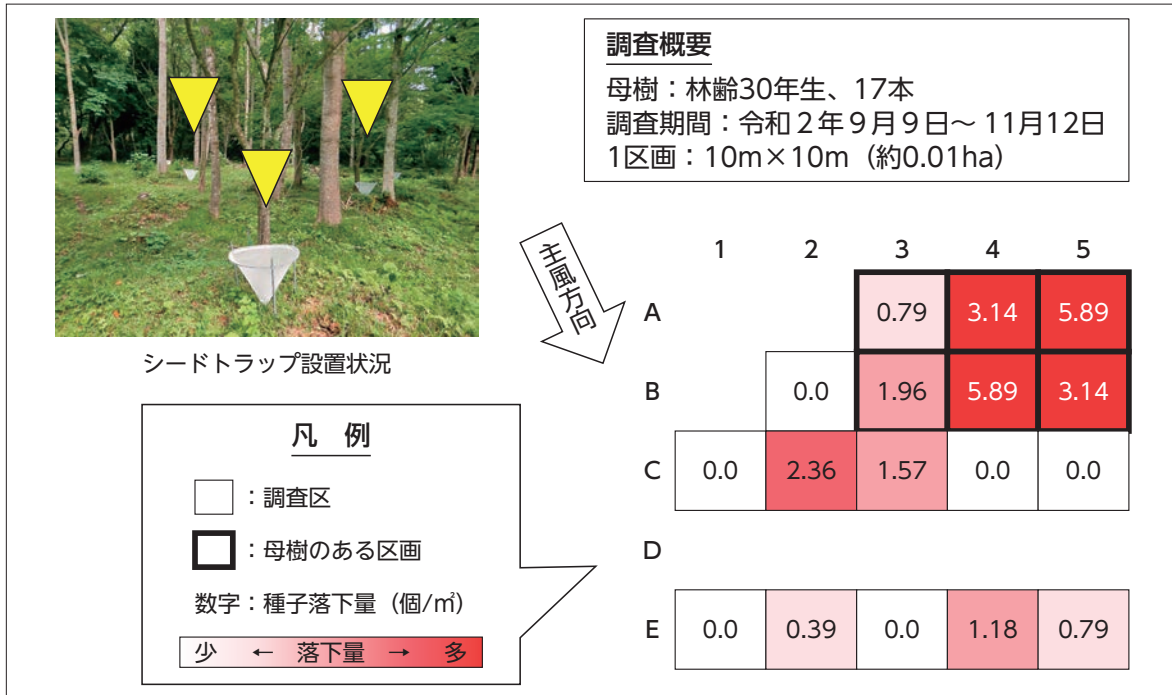 調査概要
母樹：林齢30年生、17本
調査期間：令和２年９月９日～11月12日
1区画：10m×10m（約0.01ha）
シードトラップ設置状況
主風方向
1 2 3 4 5
A 0.79 3.14 5.89
B 0.0 1.96 5.89 3.14
C 0.0 2.36 1.57 0.0 0.0
D
E 0.0 0.39 0.0 1.18 0.79
凡　例
：調査区
：母樹のある区画
数字：種子落下量（個/㎡）
少 ← 落下量 → 多